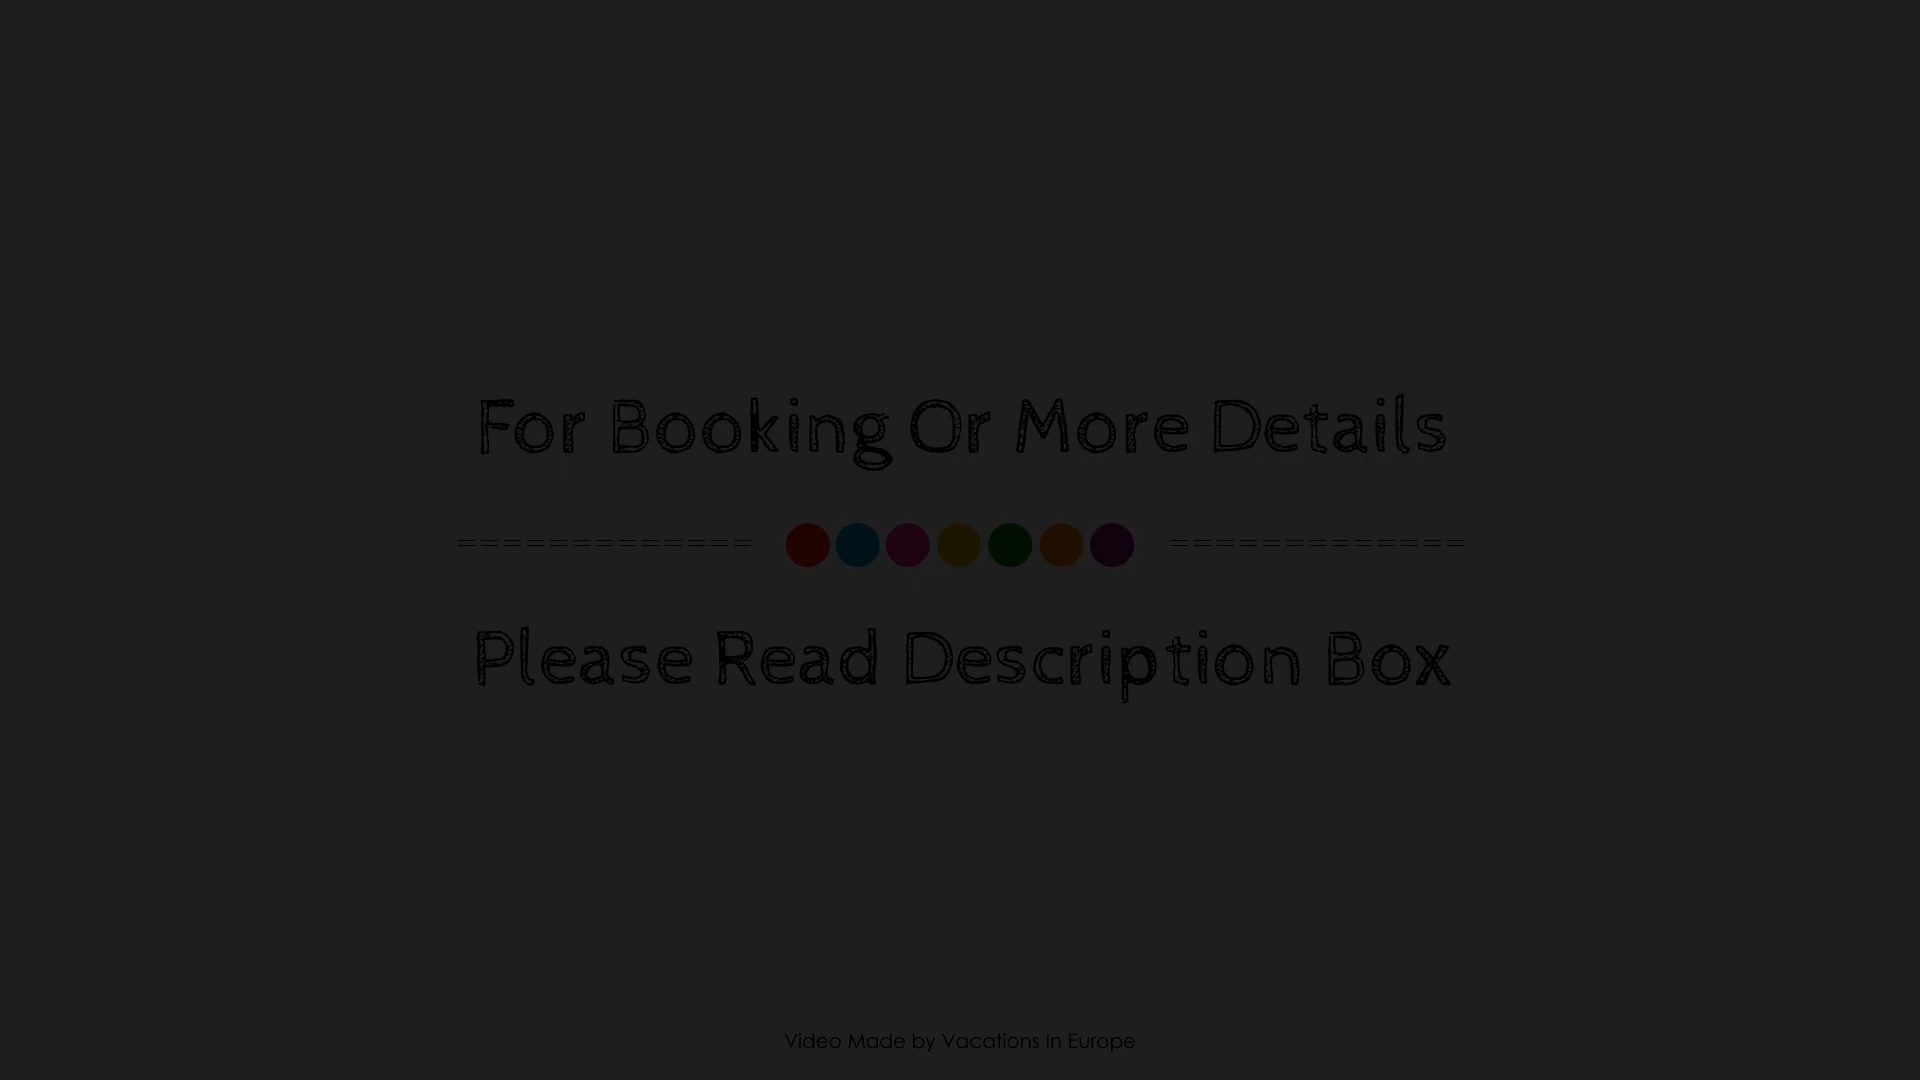 For Booking Or More Details
============= =============
Please Read Description Box
Video Made by Vacations In Europe